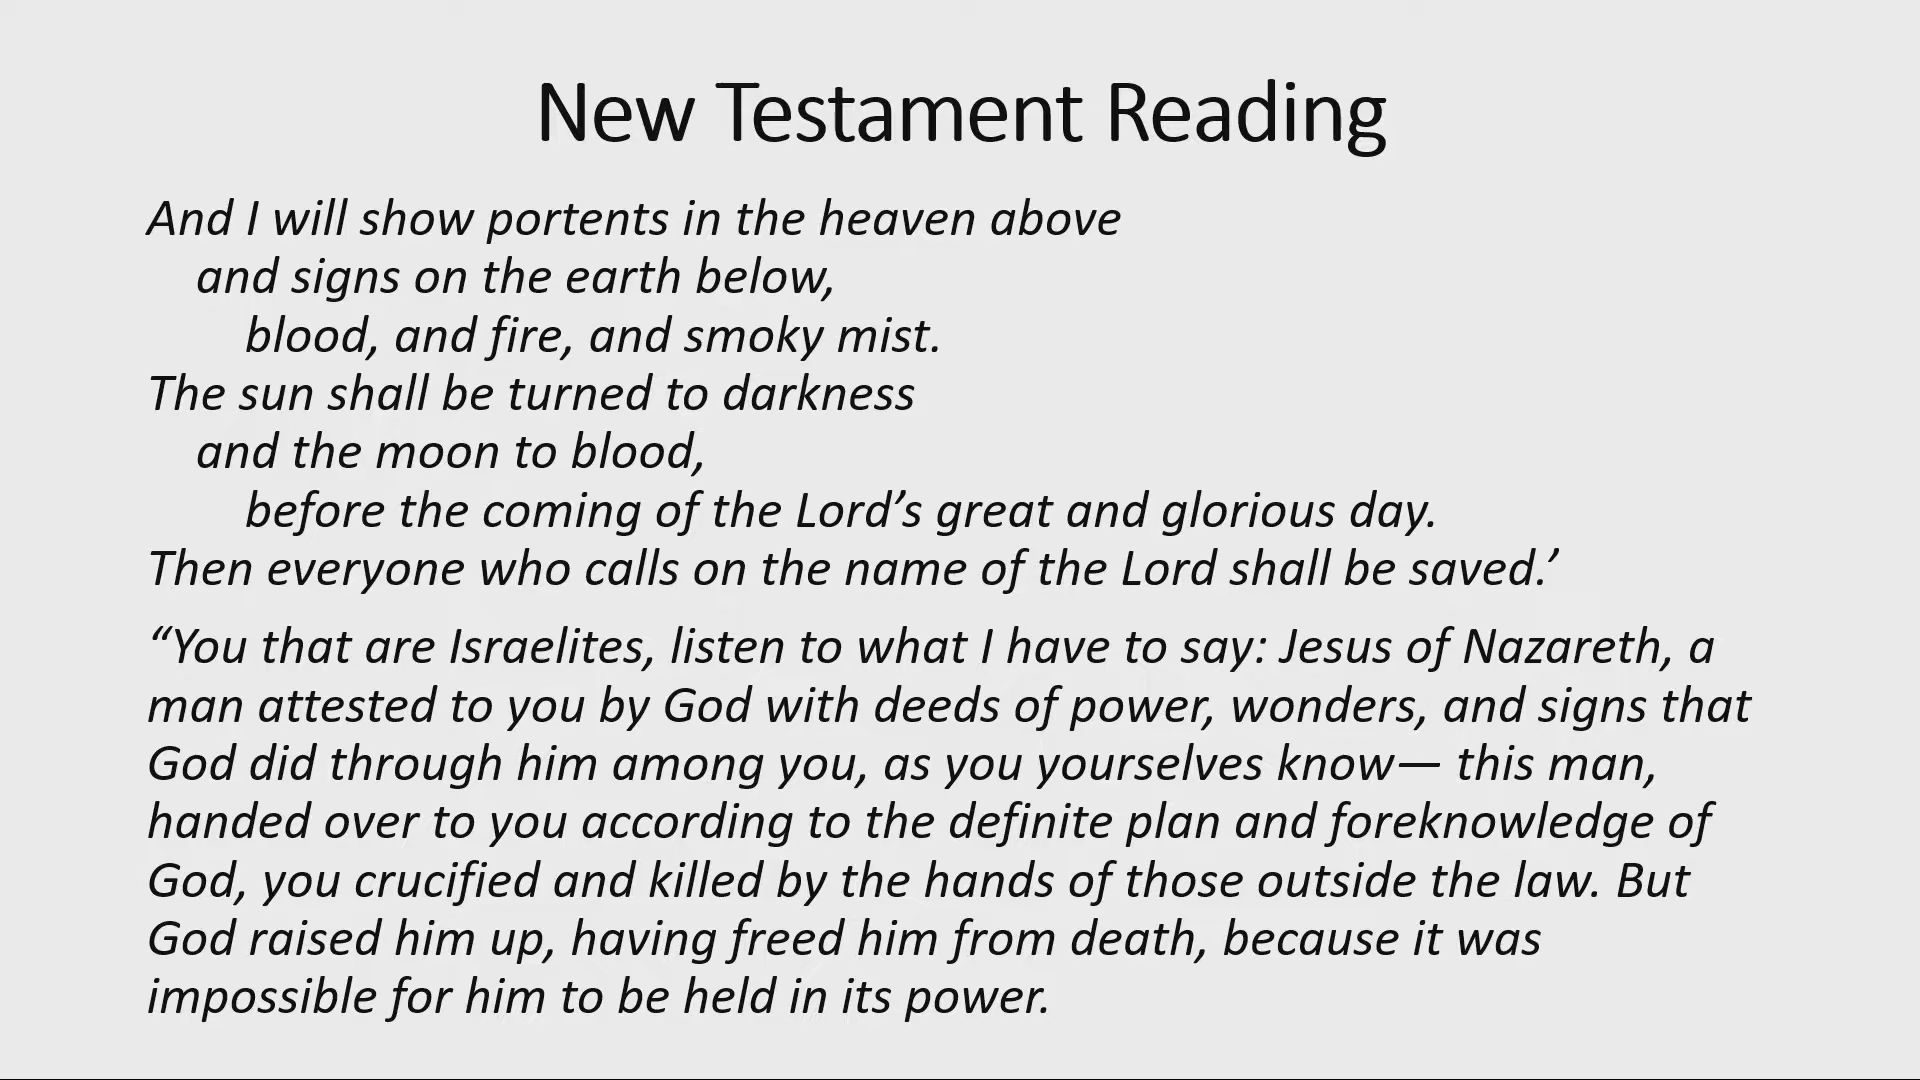 New Testament Reading
And I will show portents in the heaven above
and signs on the earth below,
blood, and fire, and smoky mist.
The sun shall be turned to darkness
and the moon to blood,
before the coming of the Lord’s great and glorious day.
Then everyone who calls on the name of the Lord shall be saved.’
“You that are Israelites, listen to what I have to say: Jesus of Nazareth, a
man attested to you by God with deeds of power, wonders, and signs that
God did through him among you, as you yourselves know— this man,
handed over to you according to the definite plan and foreknowledge of
God, you crucified and killed by the hands of those outside the law. But
God raised him up, having freed him from death, because it was
impossible for him to be held in its power.